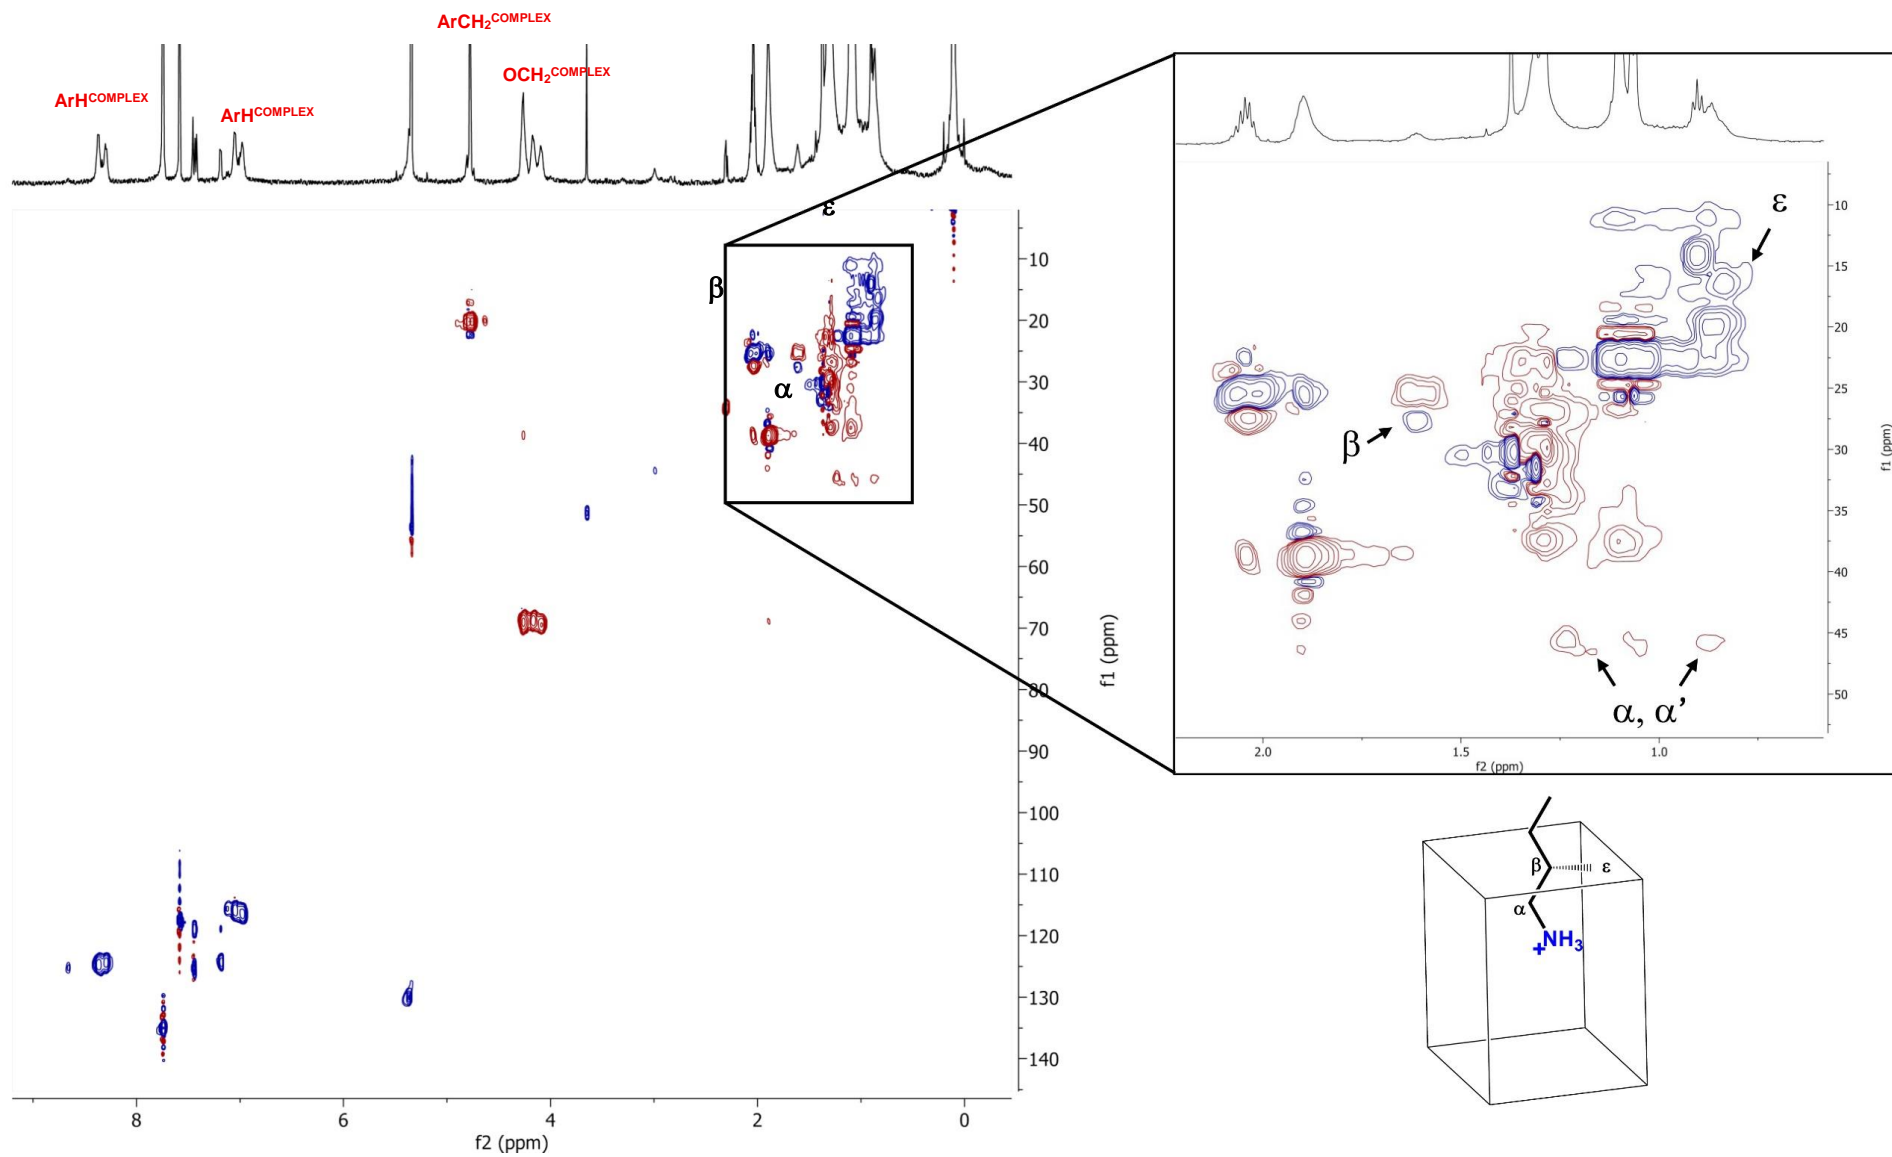 ArCH₂COMPLEX
OCH₂COMPLEX
ArHCOMPLEX
ArHCOMPLEX
ε
β
α
10
20
30
40
50
60
70
80
90
100
110
120
130
140
f1 (ppm)
8 6 4 2 0
f2 (ppm)
ε
β
α, α’
10
15
20
25
30
35
40
45
50
f1 (ppm)
2.0 1.5 1.0
f2 (ppm)
β ε
α
+NH₃